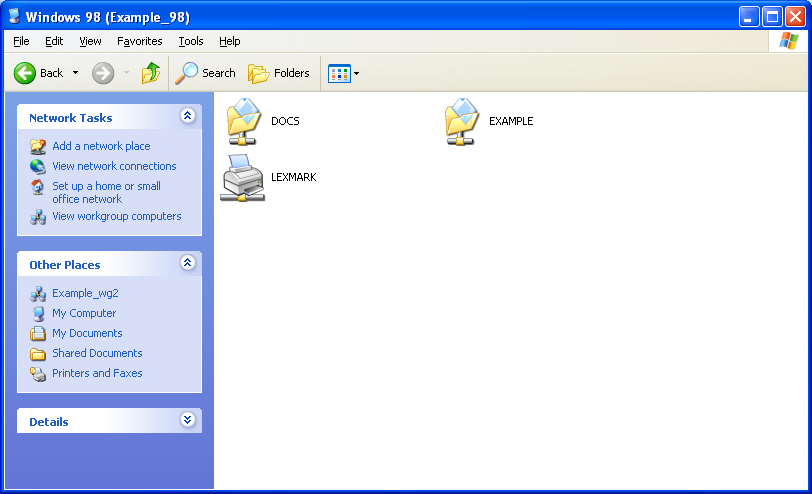 Windows 98 (Example_98)
File Edit View Favorites Tools Help
Back Search Folders
Network Tasks
Add a network place
View network connections
Set up a home or small
office network
View workgroup computers
Other Places
Example_wg2
My Computer
My Documents
Shared Documents
Printers and Faxes
Details
DOCS EXAMPLE
LEXMARK